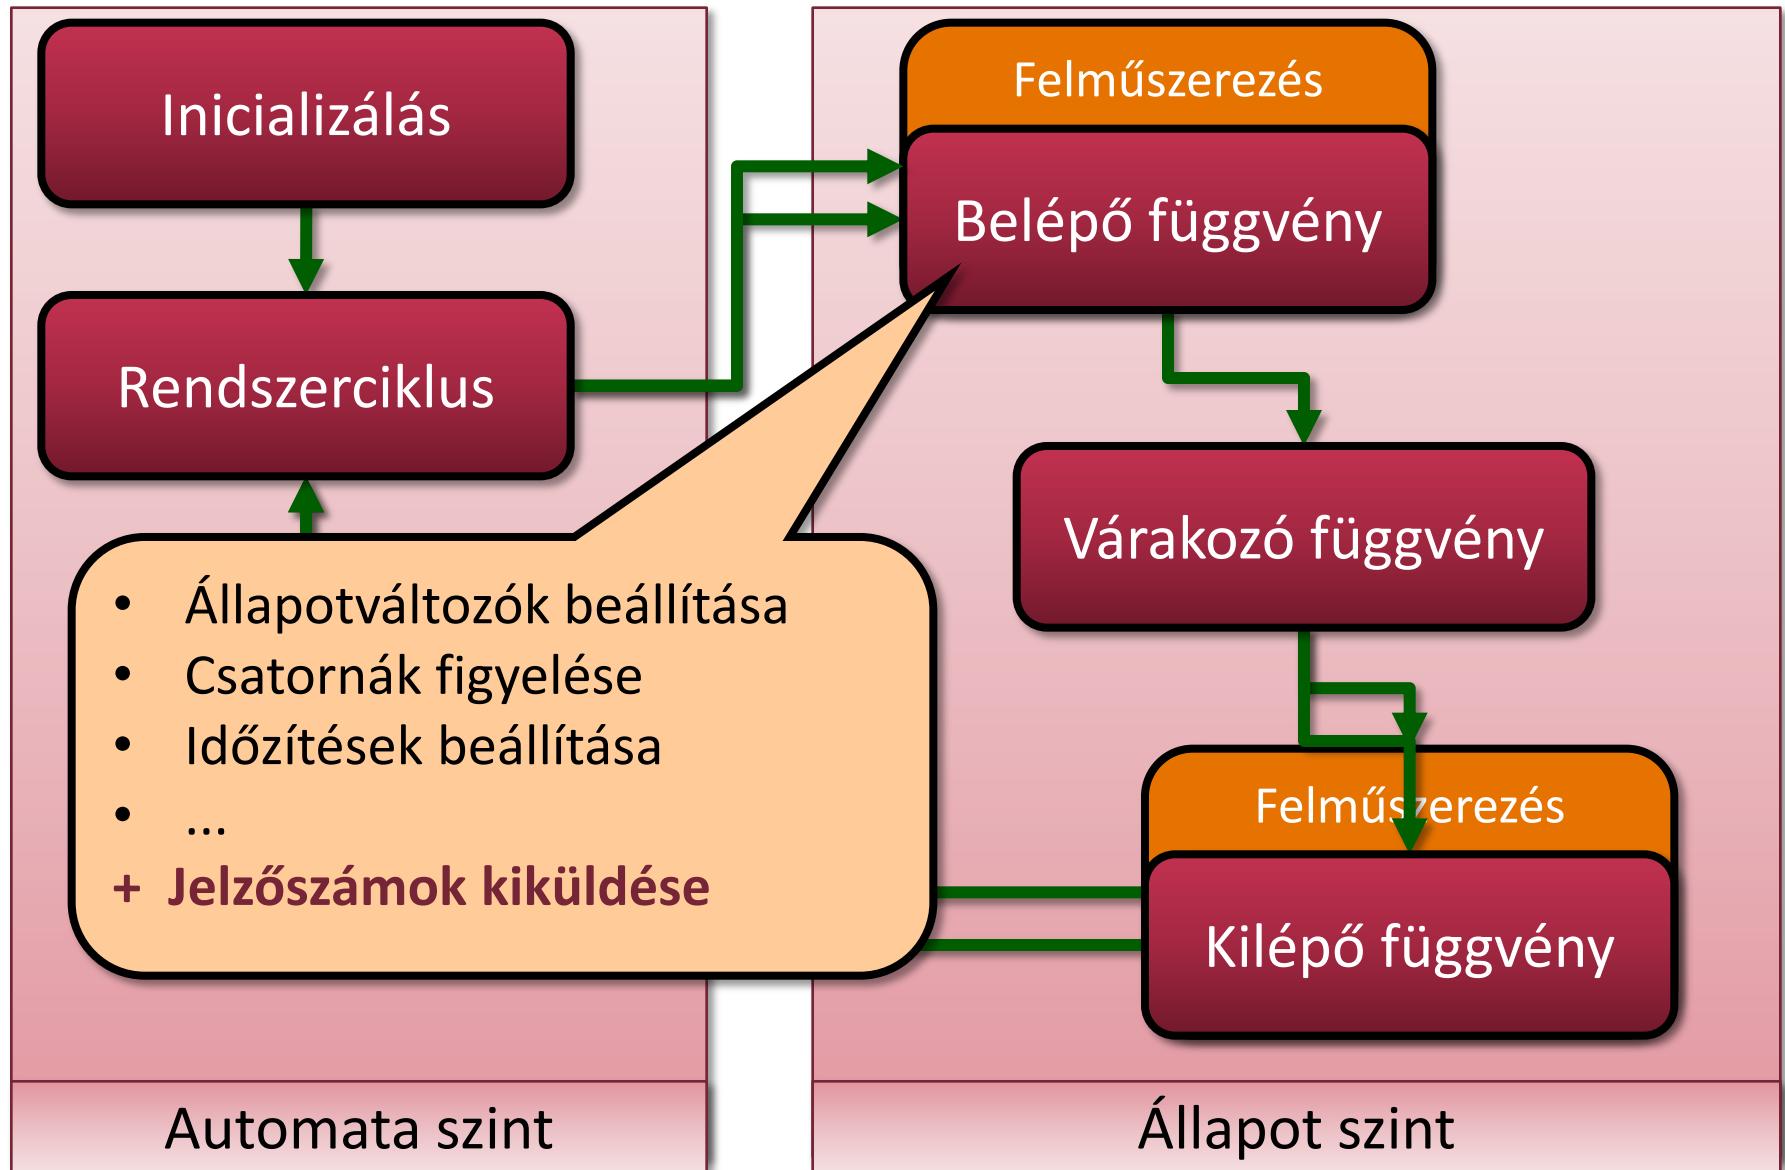 Inicializálás
Rendszerciklus
Felműszerezés
Belépő függvény
Várakozó függvény
Felműszerezés
Kilépő függvény
• Állapotváltozók beállítása
• Csatornák figyelése
• Időzítések beállítása
• ...
+ Jelzőszámok kiküldése
Automata szint
Állapot szint